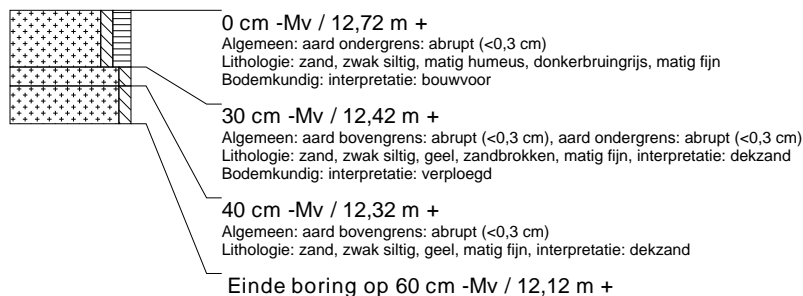 0 cm -Mv / 12,72 m +
Algemeen: aard ondergrens: abrupt (<0,3 cm)
Lithologie: zand, zwak siltig, matig humeus, donkerbruingrijs, matig fijn
Bodemkundig: interpretatie: bouwvoor
30 cm -Mv / 12,42 m +
Algemeen: aard bovengrens: abrupt (<0,3 cm), aard ondergrens: abrupt (<0,3 cm)
Lithologie: zand, zwak siltig, geel, zandbrokken, matig fijn, interpretatie: dekzand
Bodemkundig: interpretatie: verploegd
40 cm -Mv / 12,32 m +
Algemeen: aard bovengrens: abrupt (<0,3 cm)
Lithologie: zand, zwak siltig, geel, matig fijn, interpretatie: dekzand
Einde boring op 60 cm -Mv / 12,12 m +